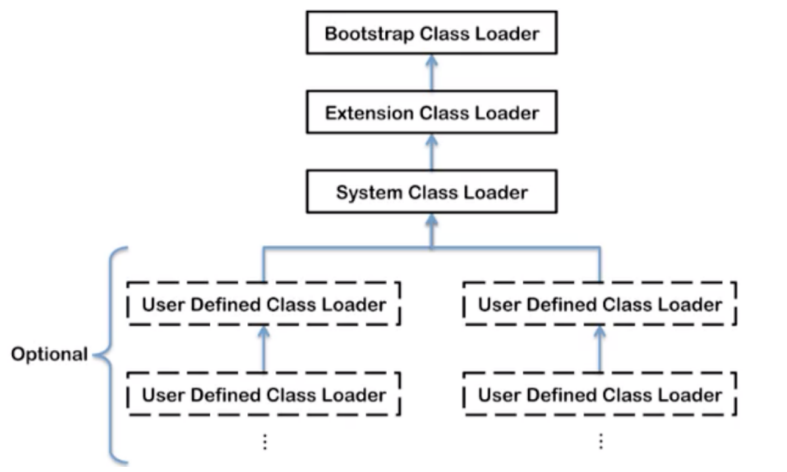 Bootstrap Class Loader
Extension Class Loader
System Class Loader
User Defined Class Loader
User Defined Class Loader
Optional
User Defined Class Loader
User Defined Class Loader
⋮
⋮